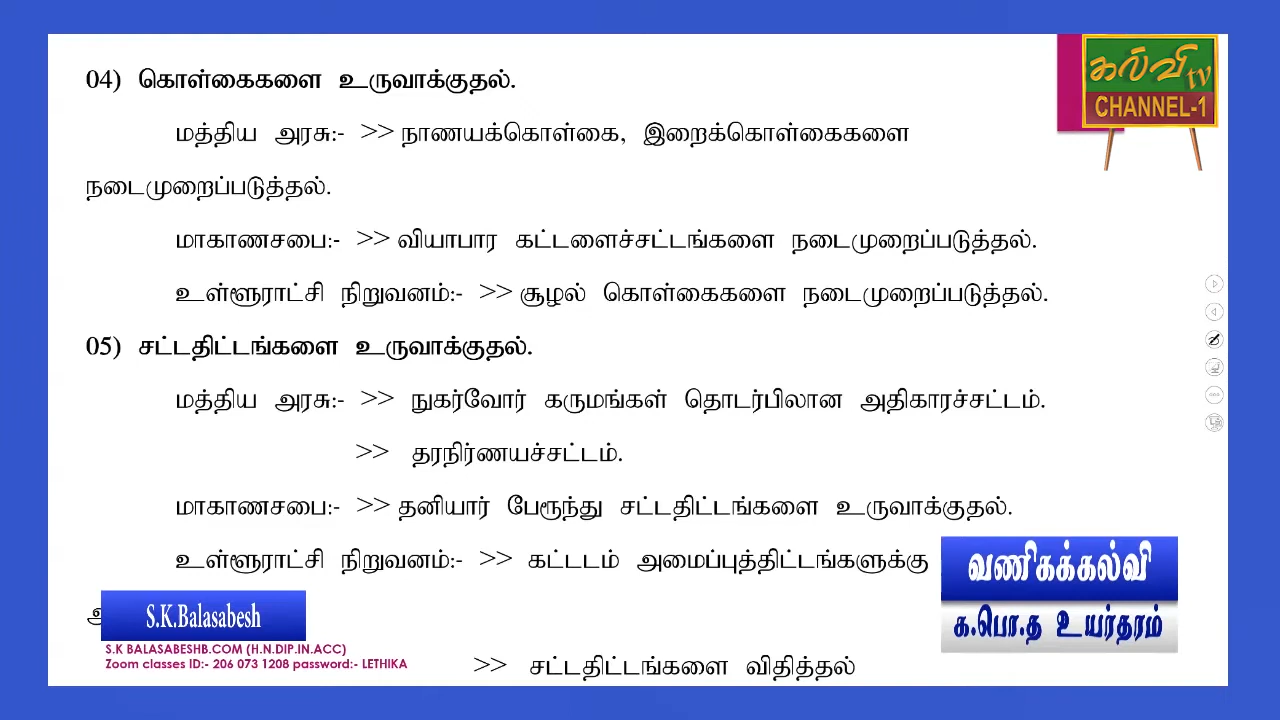 கல்வி tv
CHANNEL-1
04) கொள்கைகளை உருவாக்குதல்.
மத்திய அரசு:- >> நாணயக்கொள்கை, இறைக்கொள்கைகளை
நடைமுறைப்படுத்தல்.
மாகாணசபை:- >> வியாபார கட்டளைச்சட்டங்களை நடைமுறைப்படுத்தல்.
உள்ளூராட்சி நிறுவனம்:- >> சூழல் கொள்கைகளை நடைமுறைப்படுத்தல்.
05) சட்டதிட்டங்களை உருவாக்குதல்.
மத்திய அரசு:- >> நுகர்வோர் கருமங்கள் தொடர்பிலான அதிகாரச்சட்டம்.
>> தரநிர்ணயச்சட்டம்.
மாகாணசபை:- >> தனியார் பேரூந்து சட்டதிட்டங்களை உருவாக்குதல்.
உள்ளூராட்சி நிறுவனம்:- >> கட்டடம் அமைப்புத்திட்டங்களுக்கு
வணிகக்கல்வி
க.பொ.த உயர்தரம்
S.K.Balasabesh
S.K BALASABESHB.COM (H.N.DIP.IN.ACC)
Zoom classes ID:- 206 073 1208 password:- LETHIKA
>> சட்டதிட்டங்களை விதித்தல்